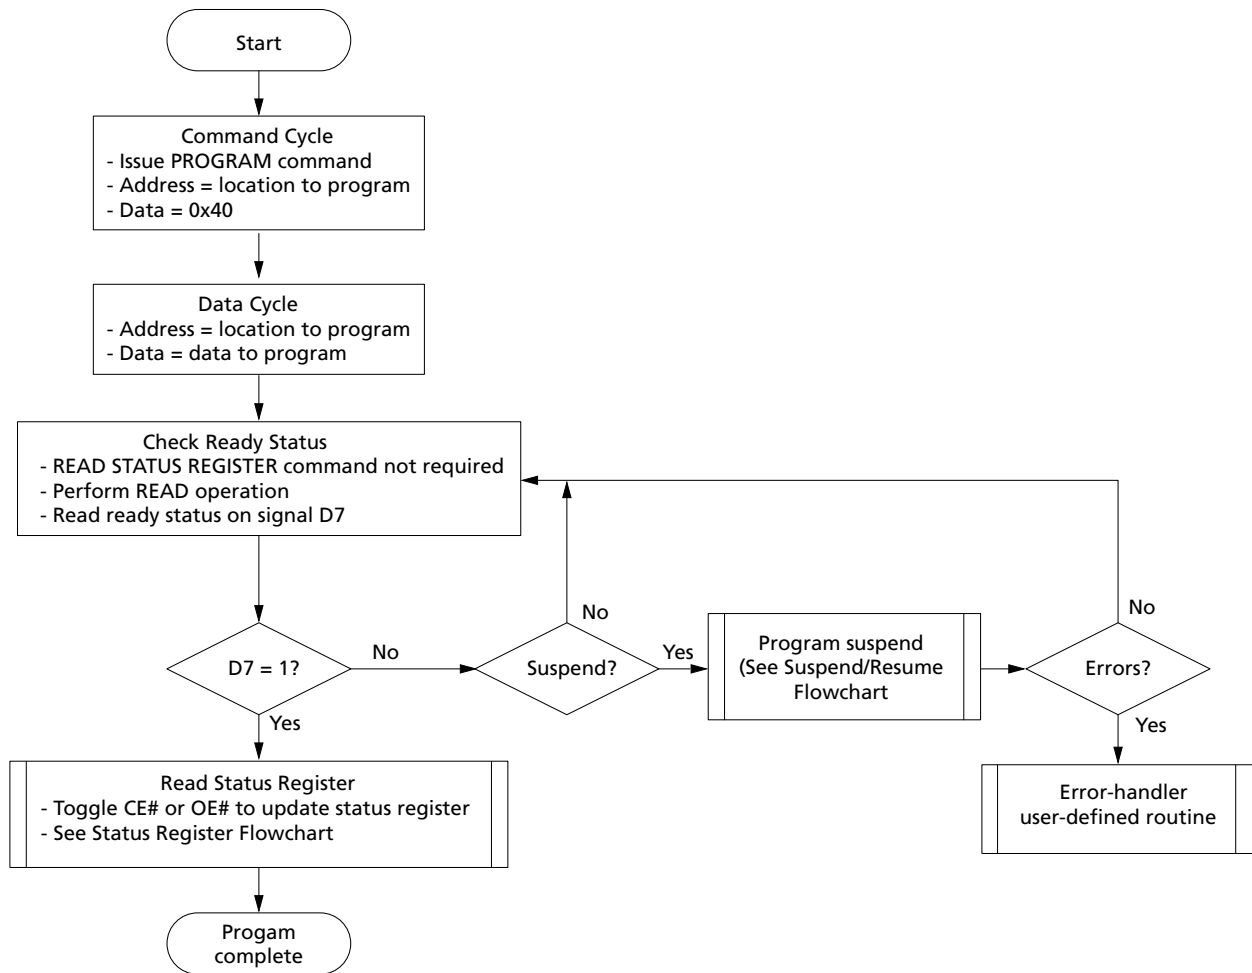 Start
Command Cycle
- Issue PROGRAM command
- Address = location to program
- Data = 0x40
Data Cycle
- Address = location to program
- Data = data to program
Check Ready Status
- READ STATUS REGISTER command not required
- Perform READ operation
- Read ready status on signal D7
D7 = 1?
No
Suspend?
No
Yes
Program suspend
(See Suspend/Resume
Flowchart
Errors?
No
Yes
Error-handler
user-defined routine
Yes
Read Status Register
- Toggle CE# or OE# to update status register
- See Status Register Flowchart
Progam
complete